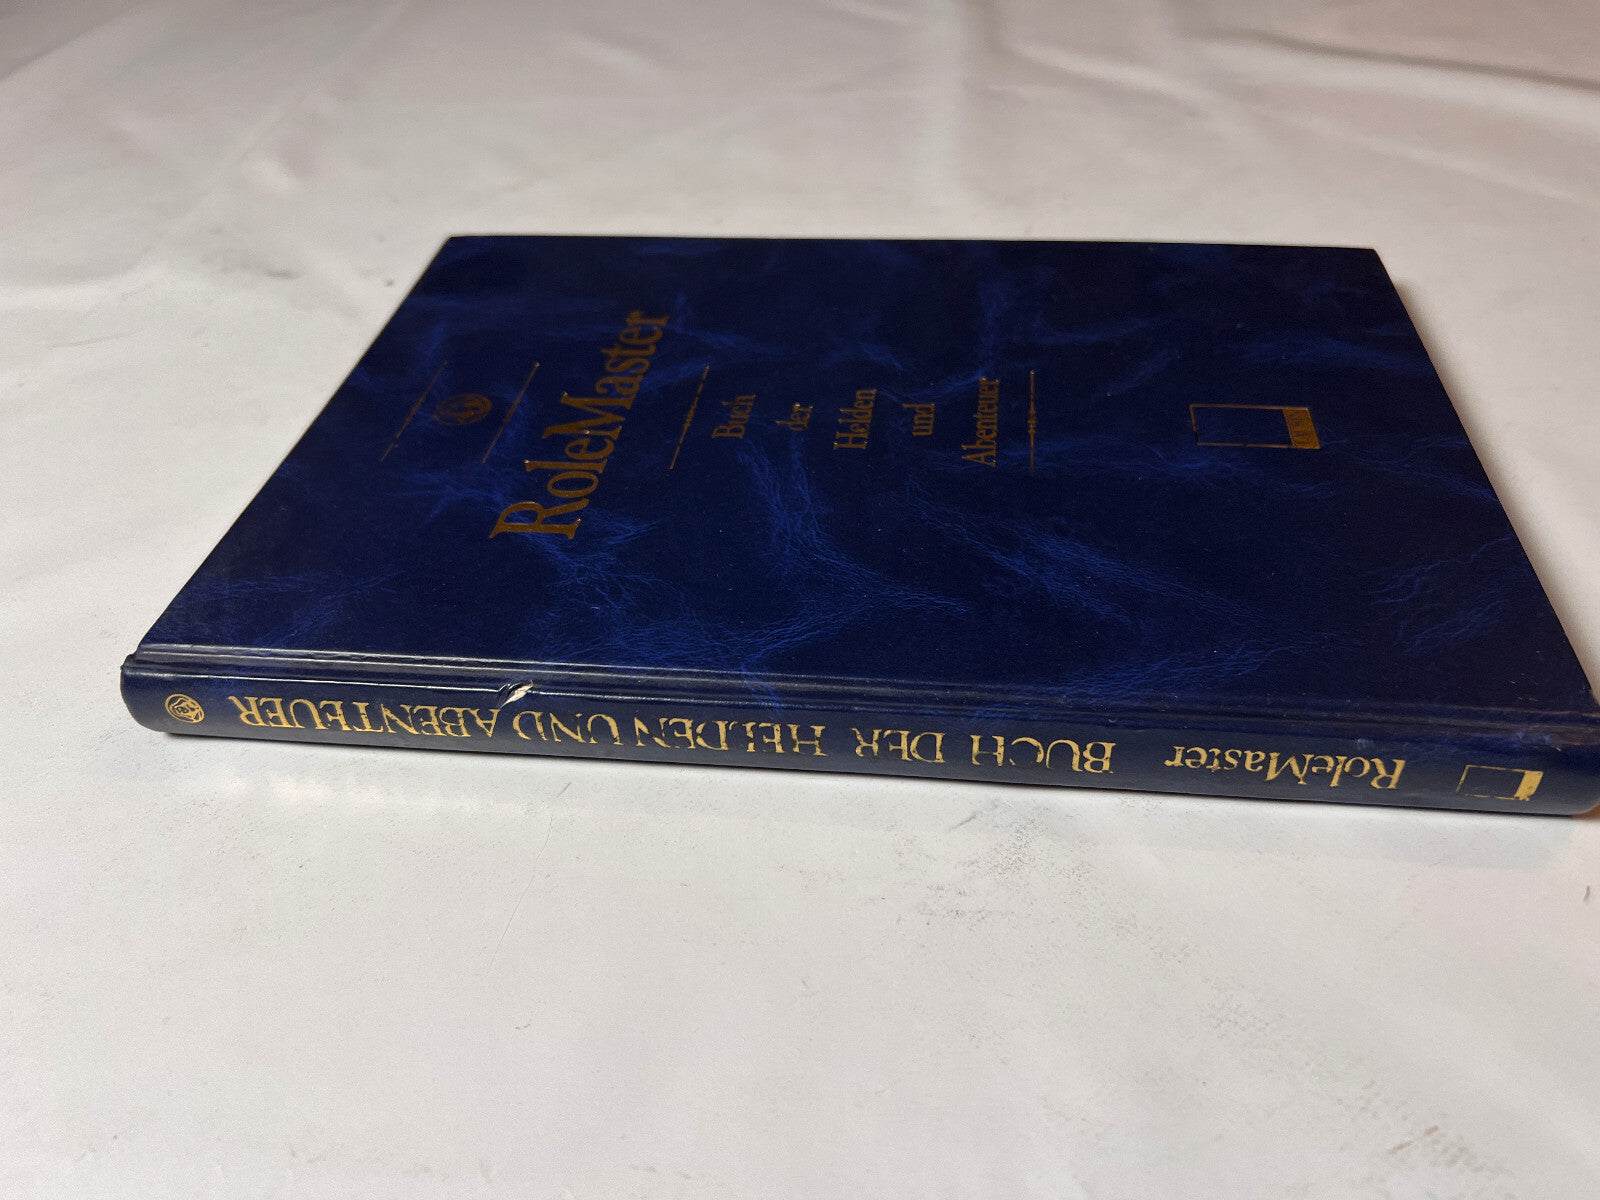 RoleMaster
Buch
der
Helden
und
Abenteuer
RoleMaster BUCH DER HELDEN UND ABENTEUER